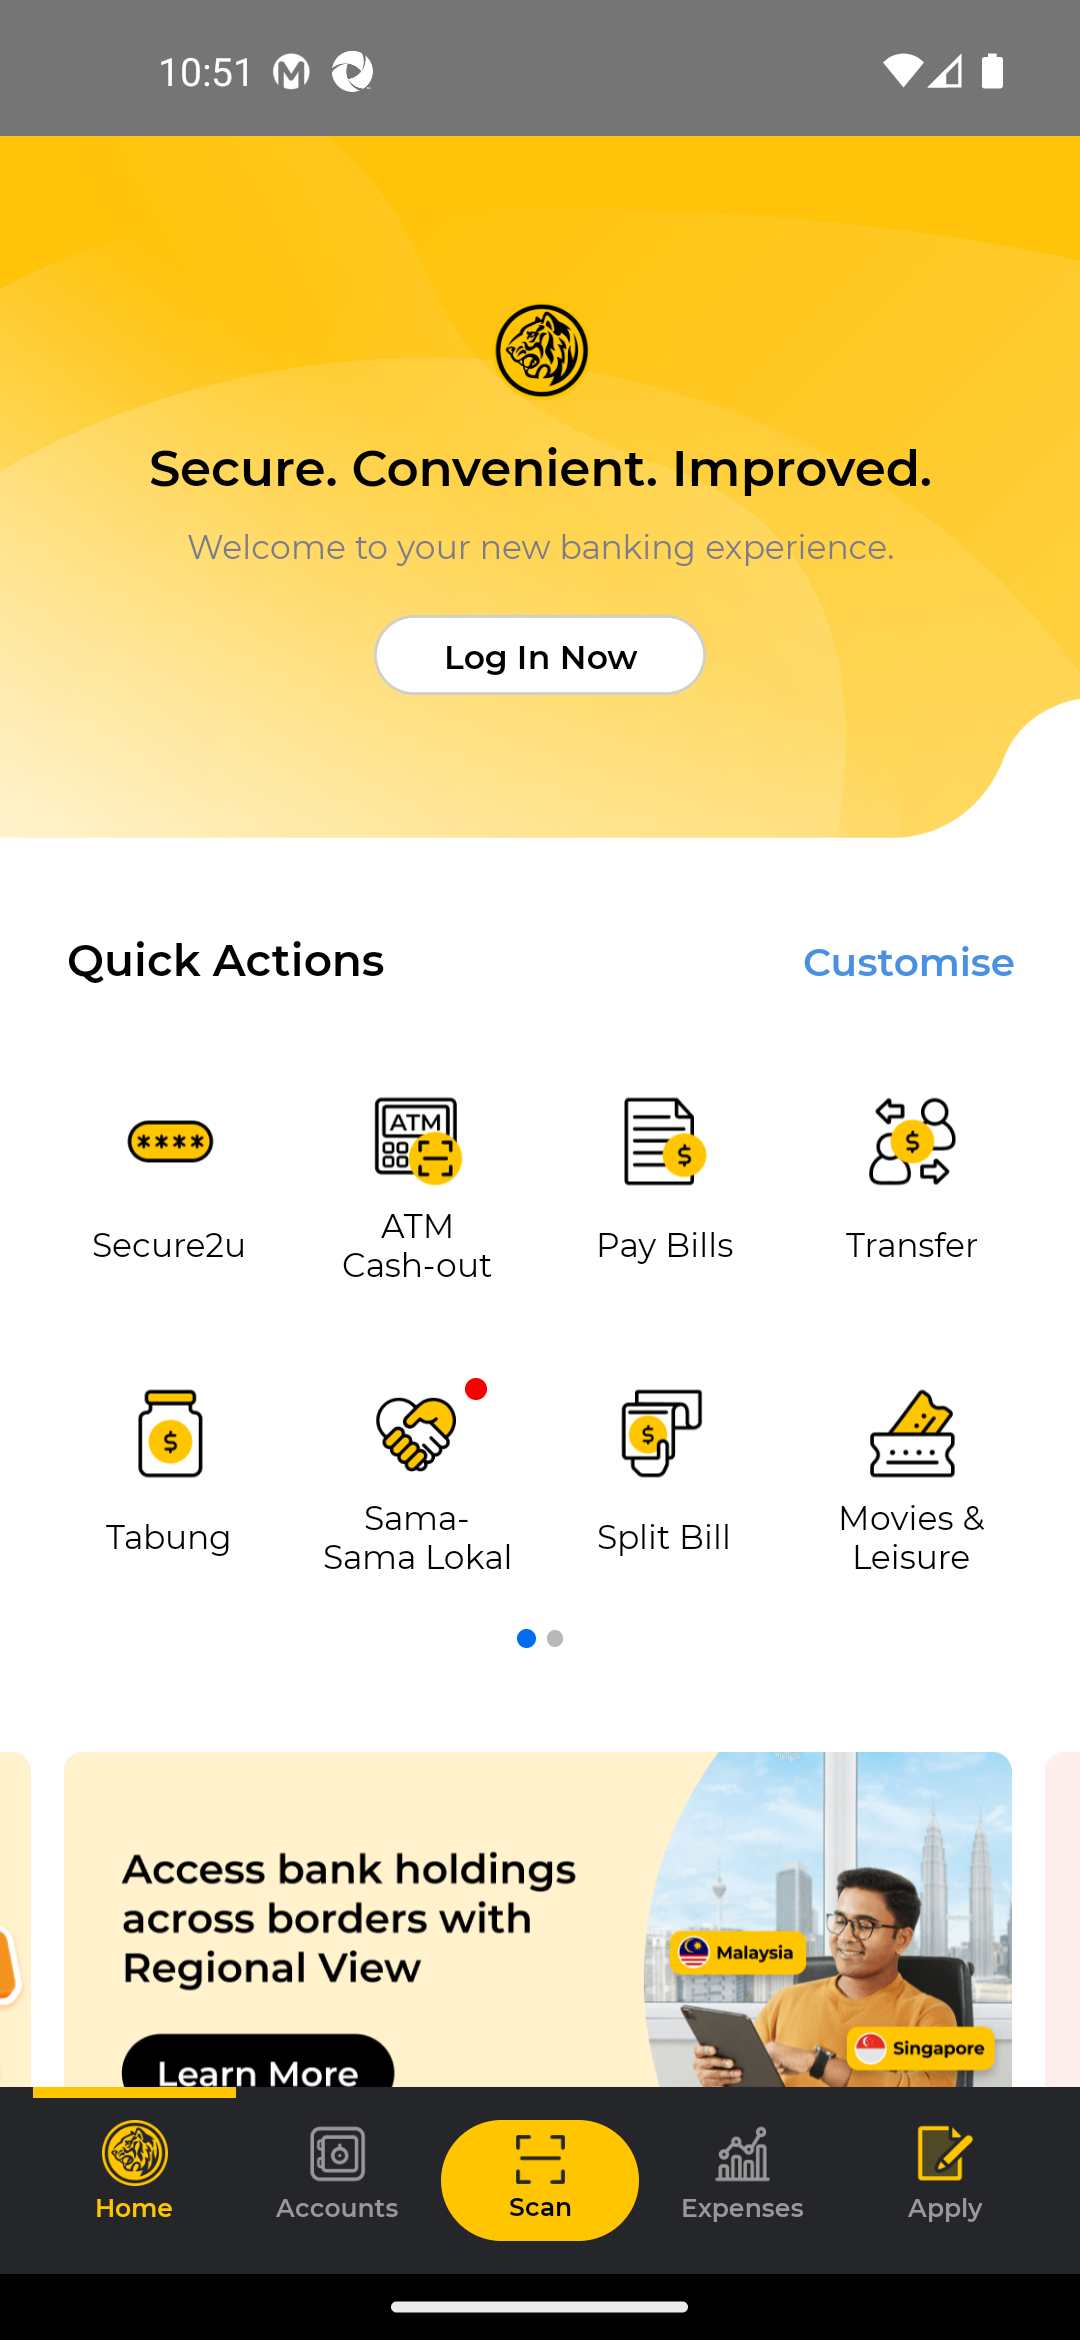 10:51
Secure. Convenient. Improved.
Welcome to your new banking experience.
Log In Now
Quick Actions
Customise
****
ATM
$
$
Secure2u
ATM
Cash-out
Pay Bills
Transfer
$
$
Tabung
Sama-
Sama Lokal
Split Bill
Movies &
Leisure
Access bank holdings
across borders with
Regional View
Malaysia
Singapore
Learn More
Home
Accounts
Scan
Expenses
Apply